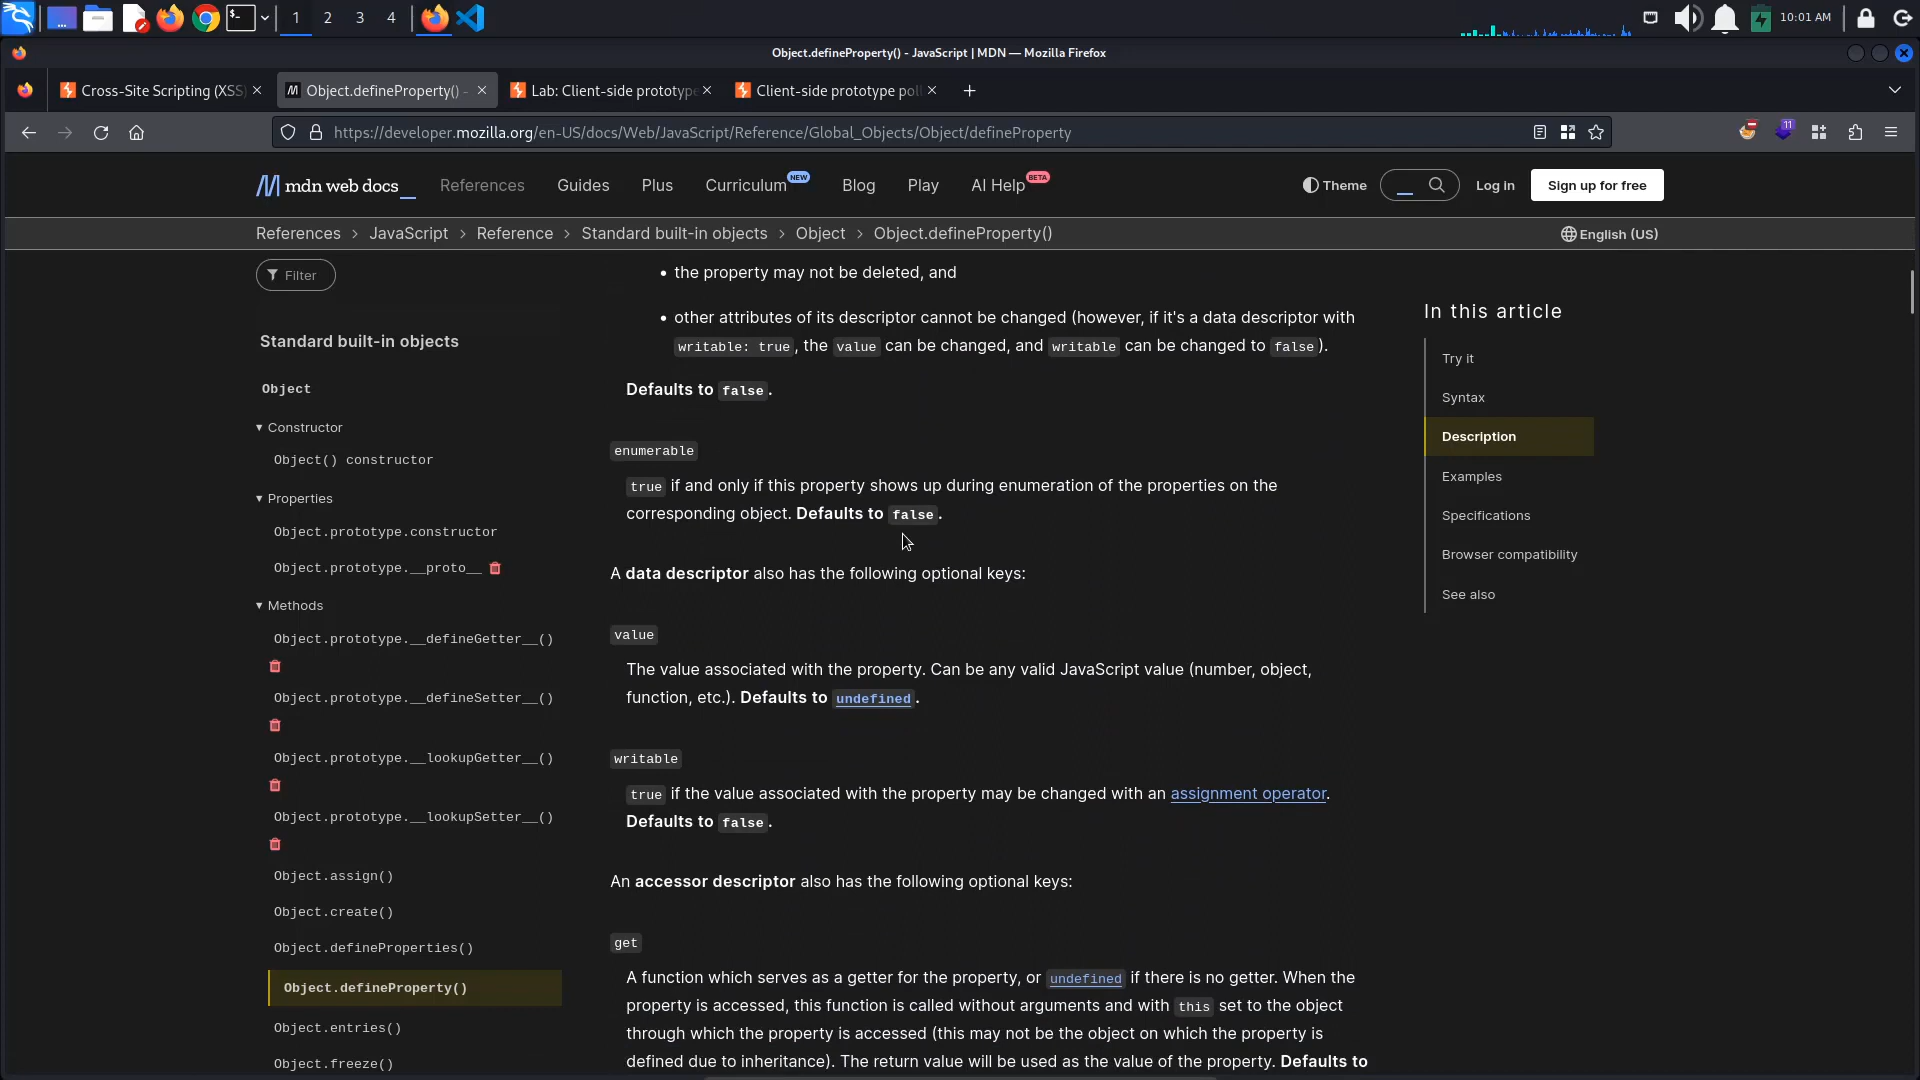 1
2
3
4
10:01 AM
Object.defineProperty() - JavaScript | MDN — Mozilla Firefox
Cross-Site Scripting (XSS)
Object.defineProperty() -
Lab: Client-side prototype
Client-side prototype pol
11
https://developer.mozilla.org/en-US/docs/Web/JavaScript/Reference/Global_Objects/Object/defineProperty
mdn web docs_
References
Guides
Plus
Curriculum NEW
Blog
Play
AI Help BETA
Theme
Log in
Sign up for free
References > JavaScript > Reference > Standard built-in objects > Object > Object.defineProperty()
English (US)
Filter
Standard built-in objects
Object
Constructor
Object() constructor
Properties
Object.prototype.constructor
Object.prototype.__proto__
Methods
Object.prototype.__defineGetter__()
Object.prototype.__defineSetter__()
Object.prototype.__lookupGetter__()
Object.prototype.__lookupSetter__()
Object.assign()
Object.create()
Object.defineProperties()
Object.defineProperty()
Object.entries()
Object.freeze()
• the property may not be deleted, and
• other attributes of its descriptor cannot be changed (however, if it's a data descriptor with
writable: true, the value can be changed, and writable can be changed to false).
Defaults to false.
enumerable
true if and only if this property shows up during enumeration of the properties on the
corresponding object. Defaults to false.
A data descriptor also has the following optional keys:
value
The value associated with the property. Can be any valid JavaScript value (number, object,
function, etc.). Defaults to undefined.
writable
true if the value associated with the property may be changed with an assignment operator.
Defaults to false.
An accessor descriptor also has the following optional keys:
get
A function which serves as a getter for the property, or undefined if there is no getter. When the
property is accessed, this function is called without arguments and with this set to the object
through which the property is accessed (this may not be the object on which the property is
defined due to inheritance). The return value will be used as the value of the property. Defaults to
In this article
Try it
Syntax
Description
Examples
Specifications
Browser compatibility
See also